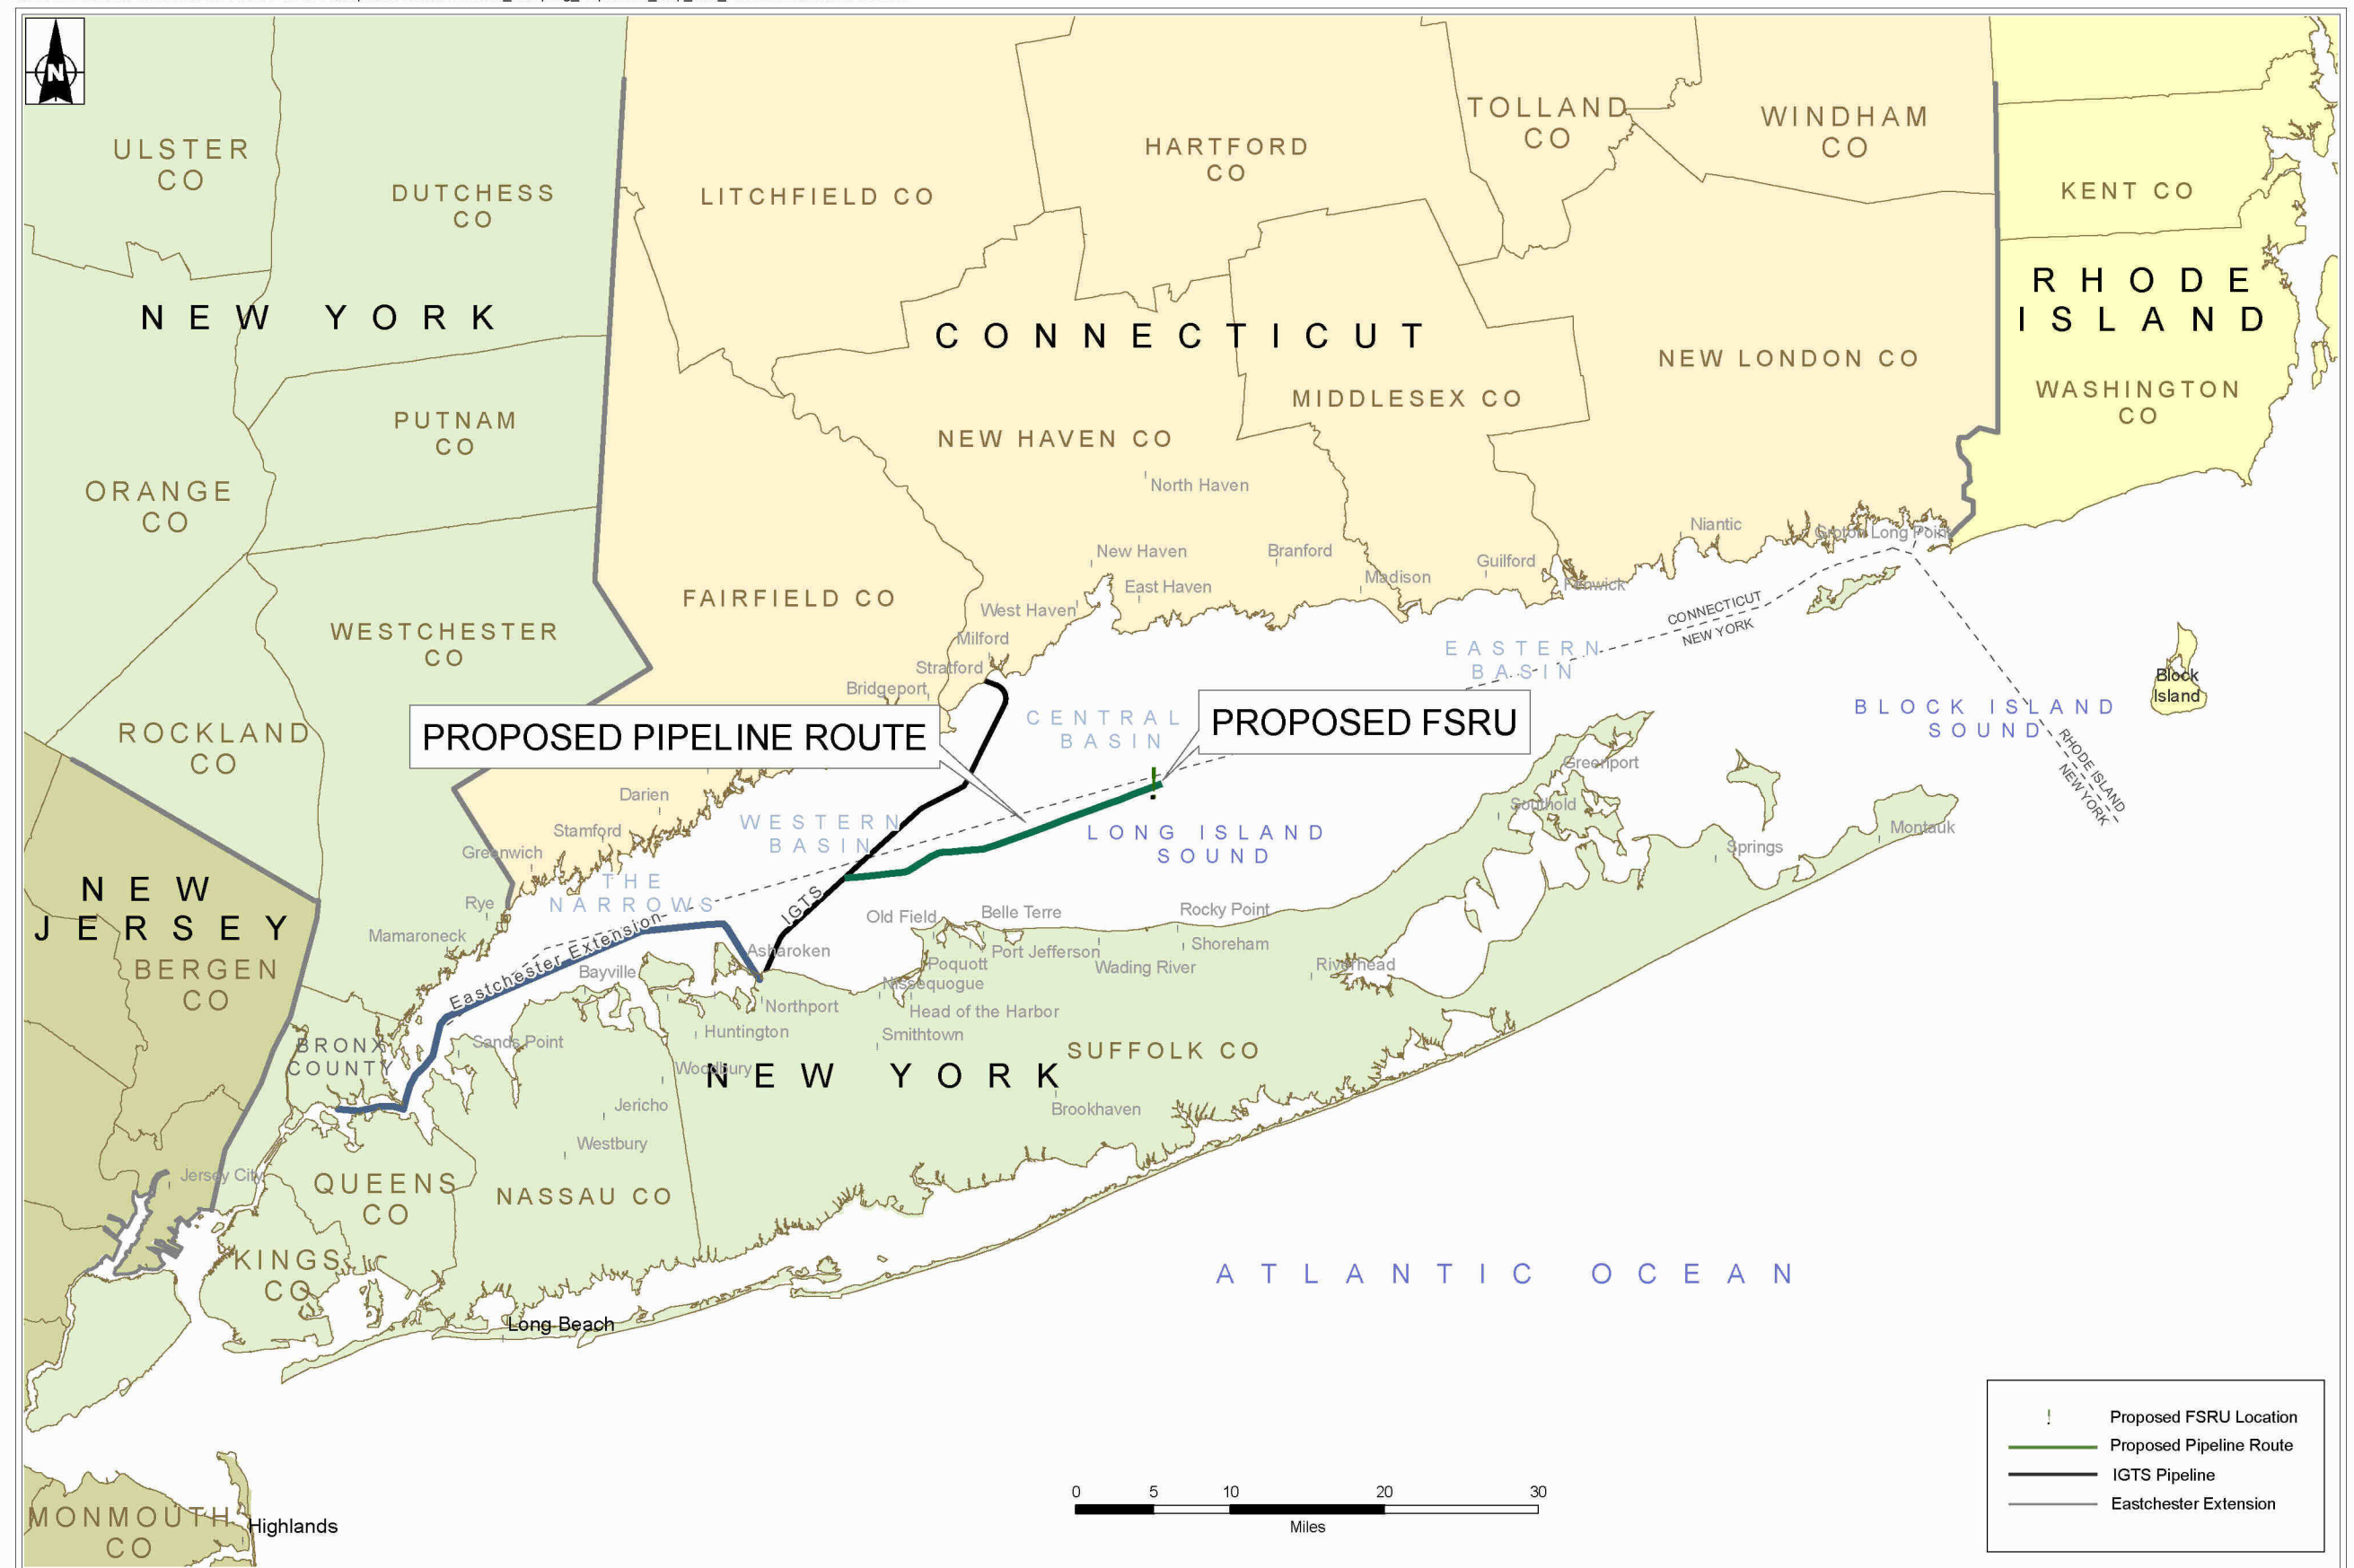 N
ULSTER
CO
DUTCHESS
CO
LITCHFIELD CO
HARTFORD
CO
TOLLAND
CO
WINDHAM
CO
KENT CO
NEW YORK
CONNECTICUT
RHODE
ISLAND
PUTNAM
CO
NEW HAVEN CO
MIDDLESEX CO
NEW LONDON CO
WASHINGTON
CO
ORANGE
CO
North Haven
New Haven
Branford
Guilford
Niantic
Groton Long Point
East Haven
Madison
Fenwick
West Haven
FAIRFIELD CO
WESTCHESTER
CO
Milford
Stratford
Bridgeport
EASTERN
BASIN
CONNECTICUT
NEW YORK
Block
Island
BLOCK ISLAND
SOUND
RHODE ISLAND
NEW YORK
ROCKLAND
CO
PROPOSED PIPELINE ROUTE
CENTRAL
BASIN
PROPOSED FSRU
Greenport
Southold
Montauk
Springs
Darien
Stamford
Greenwich
WESTERN
BASIN
LONG ISLAND
SOUND
THE
NARROWS
NEW
JERSEY
Rye
Mamaroneck
Eastchester Extension
IGTS
Old Field
Belle Terre
Rocky Point
Asharoken
Port Jefferson
Shoreham
Poquott
Wading River
Riverhead
BERGEN
CO
Bayville
Nissequogue
Northport
Head of the Harbor
Huntington
Smithtown
BRONX
COUNTY
Sands Point
Woodbury
NEW YORK
SUFFOLK CO
Jericho
Brookhaven
Westbury
Jersey City
QUEENS
CO
NASSAU CO
KINGS
CO
ATLANTIC OCEAN
Long Beach
MONMOUTH
CO
Highlands
0 5 10 20 30
Miles
Proposed FSRU Location
Proposed Pipeline Route
IGTS Pipeline
Eastchester Extension